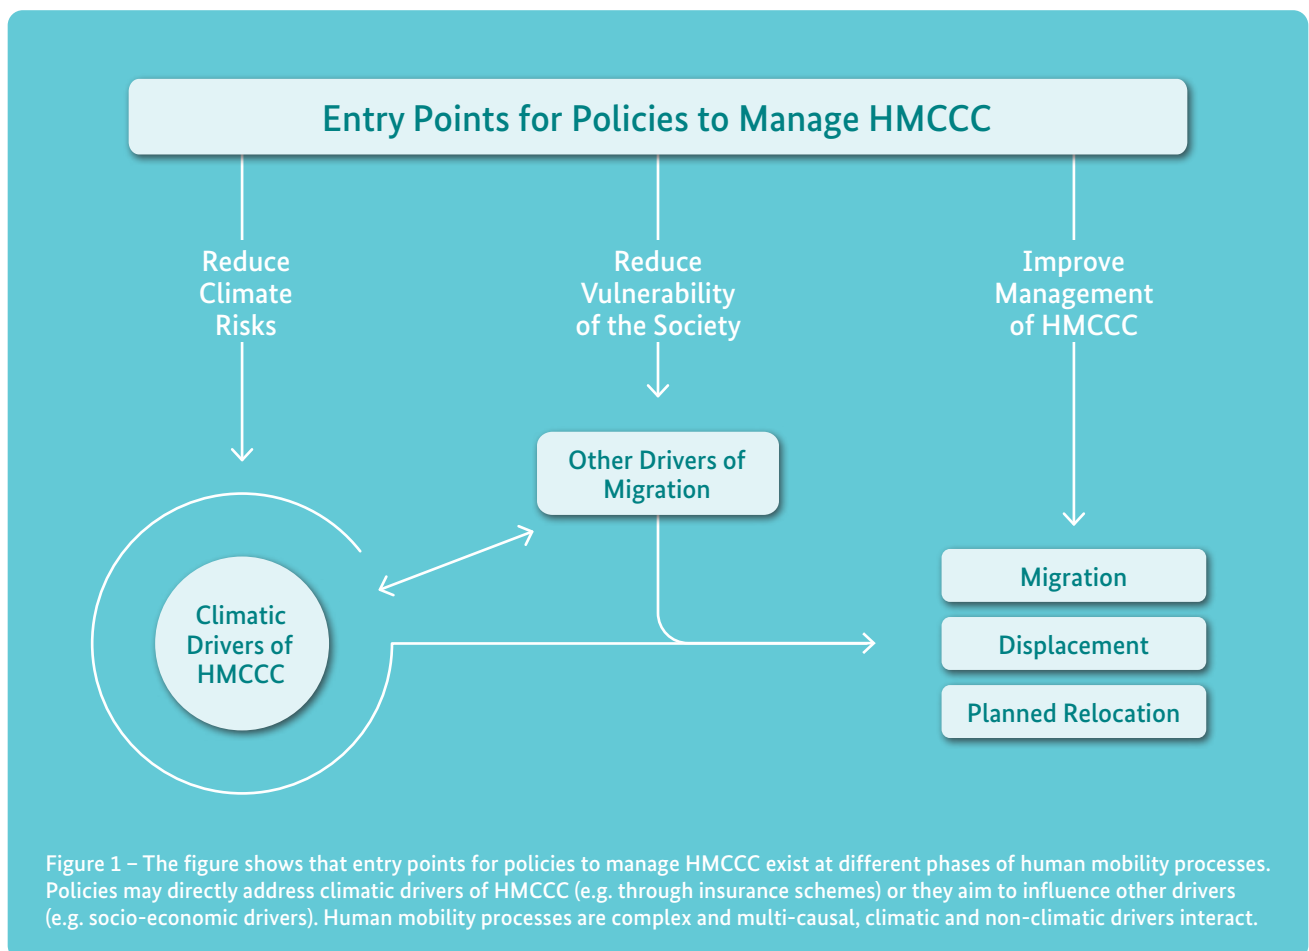 Entry Points for Policies to Manage HMCCC
Reduce
Climate
Risks
Reduce
Vulnerability
of the Society
Improve
Management
of HMCCC
Other Drivers of
Migration
Climatic
Drivers of
HMCCC
Migration
Displacement
Planned Relocation
Figure 1 – The figure shows that entry points for policies to manage HMCCC exist at different phases of human mobility processes.
Policies may directly address climatic drivers of HMCCC (e.g. through insurance schemes) or they aim to influence other drivers
(e.g. socio-economic drivers). Human mobility processes are complex and multi-causal, climatic and non-climatic drivers interact.